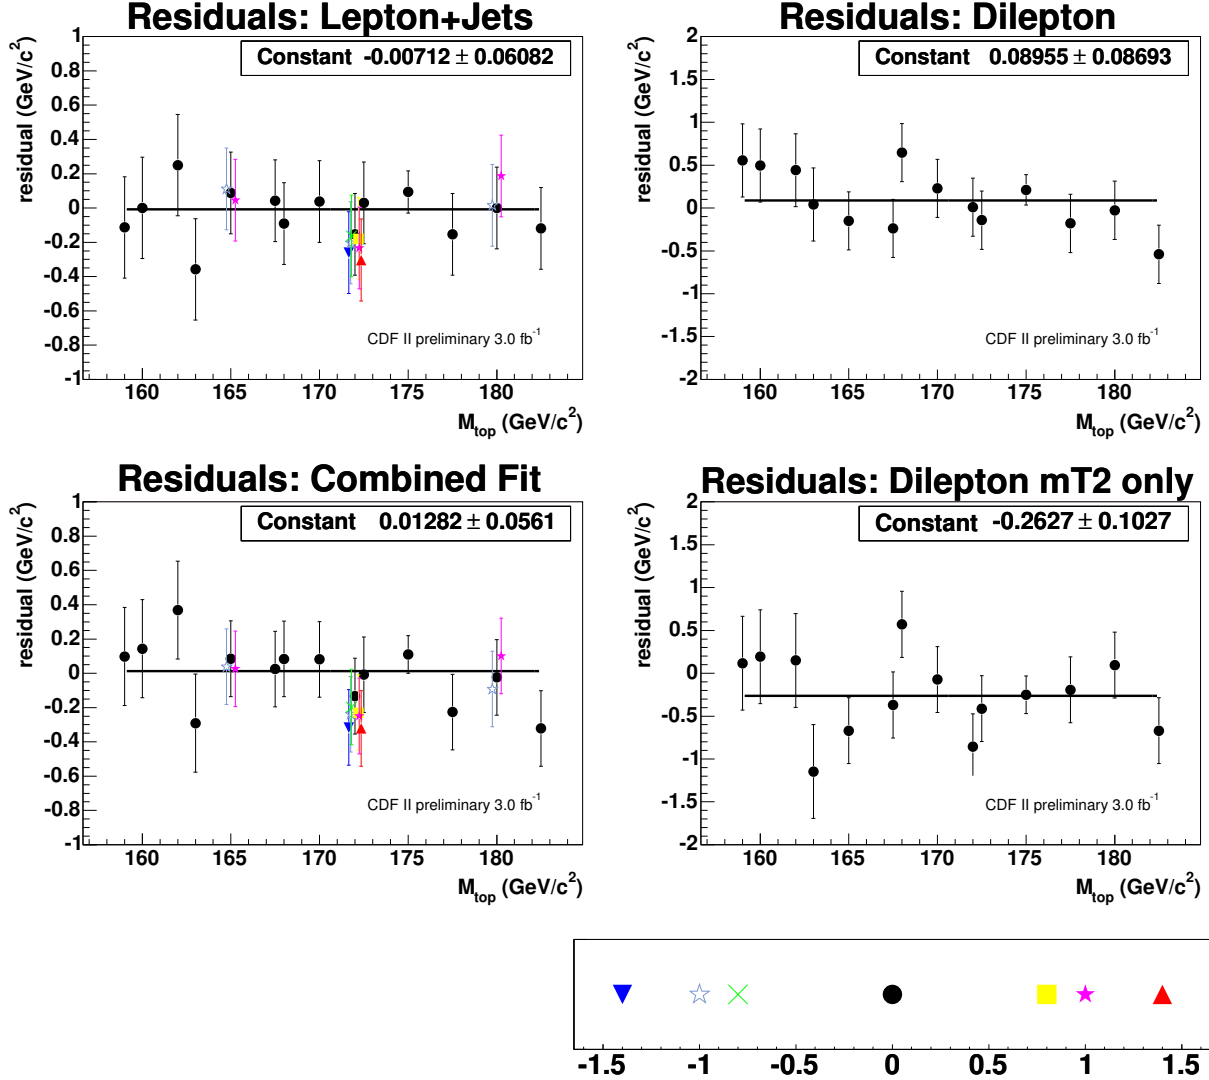 Residuals: Lepton+Jets
Constant -0.00712 ± 0.06082
residual (GeV/c²)
1
0.8
0.6
0.4
0.2
0
-0.2
-0.4
-0.6
-0.8
-1
CDF II preliminary 3.0 fb⁻¹
160 165 170 175 180
M_top (GeV/c²)
Residuals: Dilepton
Constant 0.08955 ± 0.08693
residual (GeV/c²)
2
1.5
1
0.5
0
-0.5
-1
-1.5
-2
CDF II preliminary 3.0 fb⁻¹
160 165 170 175 180
M_top (GeV/c²)
Residuals: Combined Fit
Constant 0.01282 ± 0.0561
residual (GeV/c²)
1
0.8
0.6
0.4
0.2
0
-0.2
-0.4
-0.6
-0.8
-1
CDF II preliminary 3.0 fb⁻¹
160 165 170 175 180
M_top (GeV/c²)
Residuals: Dilepton mT2 only
Constant -0.2627 ± 0.1027
residual (GeV/c²)
2
1.5
1
0.5
0
-0.5
-1
-1.5
-2
CDF II preliminary 3.0 fb⁻¹
160 165 170 175 180
M_top (GeV/c²)
-1.5 -1 -0.5 0 0.5 1 1.5